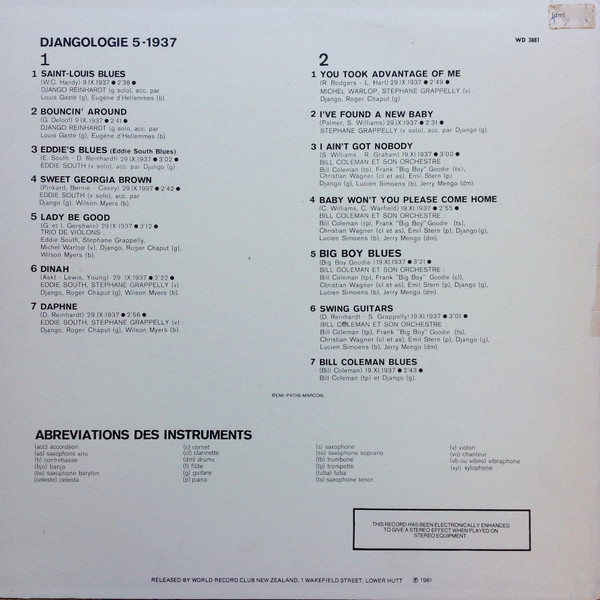 (dm)
DJANGOLOGIE 5-1937
WD 3881
1
1 SAINT-LOUIS BLUES
(W.C. Handy) 9.IX.1937 ● 2'38 ●
DJANGO REINHARDT (g solo), acc. par
Louis Gasté (g), Eugène d'Hellemmes (b).
2 BOUNCIN' AROUND
(G. Deloof) 9.IX.1937 ● 2'41 ●
DJANGO REINHARDT (g solo), acc. par
Louis Gasté (g), Eugène d'Hellemmes (b).
3 EDDIE'S BLUES (Eddie South Blues)
(E. South - D. Reinhardt) 29.IX.1937 ● 3'02 ●
EDDIE SOUTH (v solo), acc. par Django (g).
4 SWEET GEORGIA BROWN
(Pinkard, Bernie - Casey) 29.IX.1937 ● 2'42 ●
EDDIE SOUTH (v solo), acc. par
Django (g), Wilson Myers (b).
5 LADY BE GOOD
(G. et I. Gershwin) 29.IX.1937 ● 3'12 ●
TRIO DE VIOLONS :
Eddie South, Stephane Grappelly,
Michel Warlop (v), Django, Roger Chaput (g),
Wilson Myers (b).
6 DINAH
(Askt - Lewis, Young) 29.IX.1937 ● 2'22 ●
EDDIE SOUTH, STEPHANE GRAPPELLY (v) :
Django, Roger Chaput (g), Wilson Myers (b).
7 DAPHNE
(D. Reinhardt) 29.IX.1937 ● 2'56 ●
EDDIE SOUTH, STEPHANE GRAPPELLY (v) :
Django, Roger Chaput (g), Wilson Myers (b).
2
1 YOU TOOK ADVANTAGE OF ME
(R. Rodgers - L. Hart) 29.IX.1937 ● 2'49 ●
MICHEL WARLOP, STEPHANE GRAPPELLY (v) :
Django, Roger Chaput (g).
2 I'VE FOUND A NEW BABY
(Palmer, S. Williams) 29.IX.1937 ● 2'31 ●
STEPHANE GRAPPELLY (v solo), acc. par Django (g).
3 I AIN'T GOT NOBODY
(S. Williams - R. Graham) 19.XI.1937 ● 3'00 ●
BILL COLEMAN ET SON ORCHESTRE :
Bill Coleman (tp), Frank "Big Boy" Goodie (ts),
Christian Wagner (cl et as), Emil Stern (p)
Django (g), Lucien Simoens (b), Jerry Mengo (dm).
4 BABY WON'T YOU PLEASE COME HOME
(C. Williams, C. Warfield) 19.XI.1937 ● 2'55 ●
BILL COLEMAN ET SON ORCHESTRE :
Bill Coleman (tp), Frank "Big Boy" Goodie (ts),
Christian Wagner (cl et as), Emil Stern (p), Django (g),
Lucien Simoens (b), Jerry Mengo (dm).
5 BIG BOY BLUES
(Big Boy Goudie) 19.XI.1937 ● 3'21 ●
BILL COLEMAN ET SON ORCHESTRE :
Bill Coleman (tp), Frank "Big Boy" Goodie (cl),
Christian Wagner (cl et as), Emil Stern (p), Django (g),
Lucien Simoens (b), Jerry Mengo (dm).
6 SWING GUITARS
(D. Reinhardt - S. Grappelly) 19.XI.1937 ● 3'01 ●
BILL COLEMAN ET SON ORCHESTRE :
Bill Coleman (tp), Frank "Big Boy" Goodie (ts),
Christian Wagner (cl et as), Emil Stern (p), Django (g),
Lucien Simoens (b), Jerry Mengo (dm).
7 BILL COLEMAN BLUES
(Bill Coleman) 19.XI.1937 ● 2'43 ●
Bill Coleman (tp) et Django (g).
©EMI/PATHE-MARCONI
ABREVIATIONS DES INSTRUMENTS
(acc) accordéon
(as) saxophone alto
(b) contrebasse
(bjo) banjo
(bs) saxophone baryton
(celeste) celesta
(c) cornet
(cl) clarinette
(dm) drums
(f) flûte
(g) guitare
(p) piano
(s) saxophone
(ss) saxophone soprano
(tb) trombone
(tp) trompette
(tuba) tuba
(ts) saxophone tenor
(v) violon
(vo) chanteur
(vb ou vibes) vibraphone
(xyl) xylophone
THIS RECORD HAS BEEN ELECTRONICALLY ENHANCED
TO GIVE A STEREO EFFECT WHEN PLAYED ON
STEREO EQUIPMENT
RELEASED BY WORLD RECORD CLUB NEW ZEALAND, 1 WAKEFIELD STREET, LOWER HUTT ℗ 1981